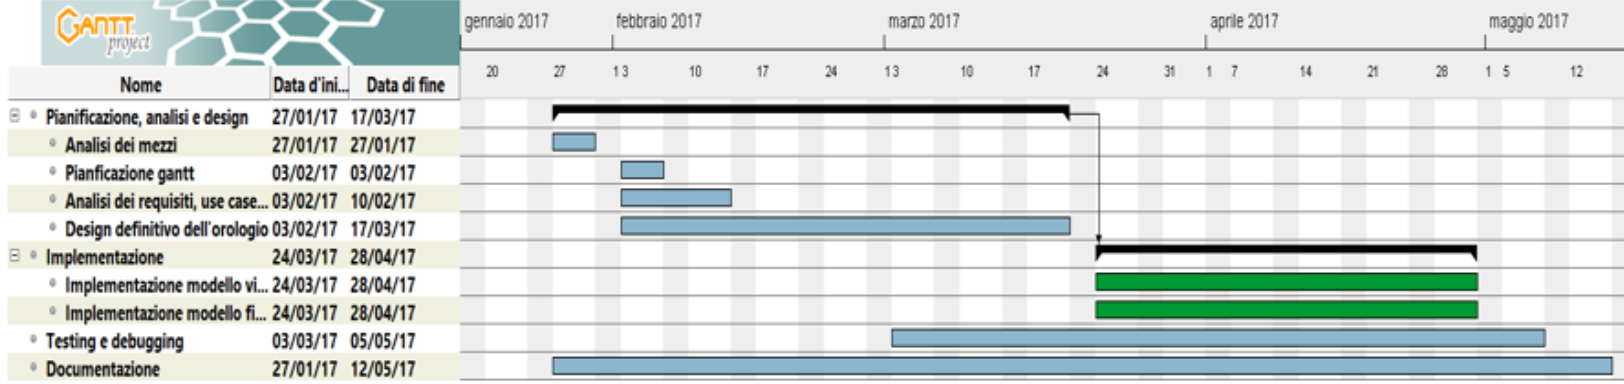 GANTT
project
gennaio 2017 febbraio 2017 marzo 2017 aprile 2017 maggio 2017
Nome Data d'ini... Data di fine
20 27 1 3 10 17 24 1 3 10 17 24 31 1 7 14 21 28 1 5 12
Pianificazione, analisi e design 27/01/17 17/03/17
Analisi dei mezzi 27/01/17 27/01/17
Pianficazione gantt 03/02/17 03/02/17
Analisi dei requisiti, use case... 03/02/17 10/02/17
Design definitivo dell'orologio 03/02/17 17/03/17
Implementazione 24/03/17 28/04/17
Implementazione modello vi... 24/03/17 28/04/17
Implementazione modello fi... 24/03/17 28/04/17
Testing e debugging 03/03/17 05/05/17
Documentazione 27/01/17 12/05/17